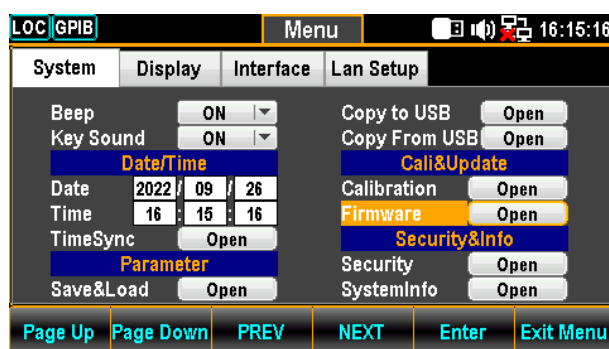 LOC GPIB Menu 16:15:16
System Display Interface Lan Setup
Beep ON
Key Sound ON
Date/Time
Date 2022 / 09 / 26
Time 16 : 15 : 16
TimeSync Open
Parameter
Save&Load Open
Copy to USB Open
Copy From USB Open
Cali&Update
Calibration Open
Firmware Open
Security&Info
Security Open
SystemInfo Open
Page Up Page Down PREV NEXT Enter Exit Menu